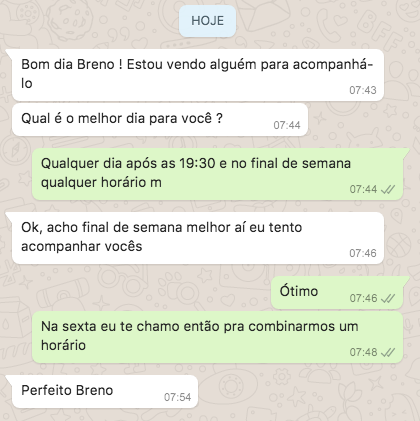 HOJE
Bom dia Breno ! Estou vendo alguém para acompanhá-
lo
07:43
Qual é o melhor dia para você ?
07:44
Qualquer dia após as 19:30 e no final de semana
qualquer horário m
07:44
Ok, acho final de semana melhor aí eu tento
acompanhar vocês
07:46
Ótimo
07:46
Na sexta eu te chamo então pra combinarmos um
horário
07:48
Perfeito Breno
07:54